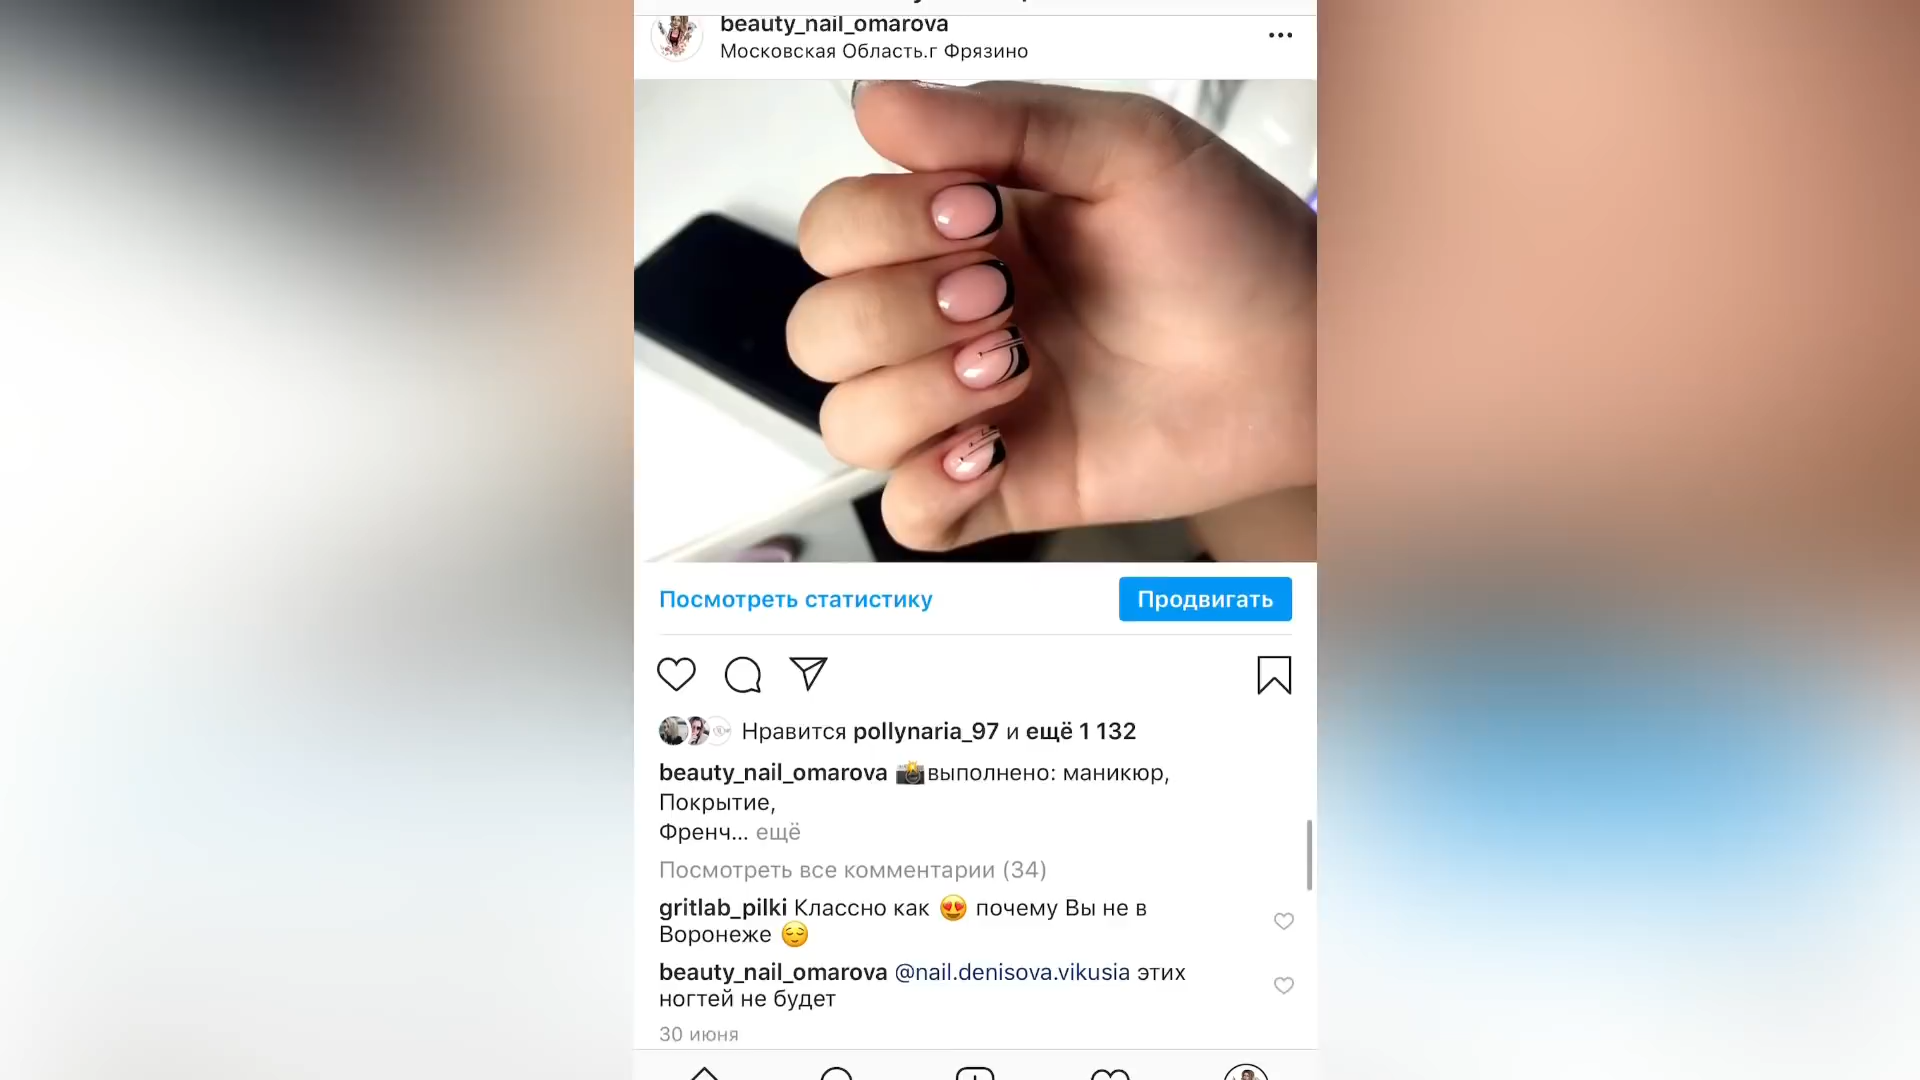 beauty_nail_omarova
Московская Область.г Фрязино
Посмотреть статистику
Продвигать
Нравится pollynaria_97 и ещё 1 132
beauty_nail_omarova 📸выполнено: маникюр,
Покрытие,
Френч... ещё
Посмотреть все комментарии (34)
gritlab_pilki Классно как 😍 почему Вы не в
Воронеже 😌
beauty_nail_omarova @nail.denisova.vikusia этих
ногтей не будет
30 июня